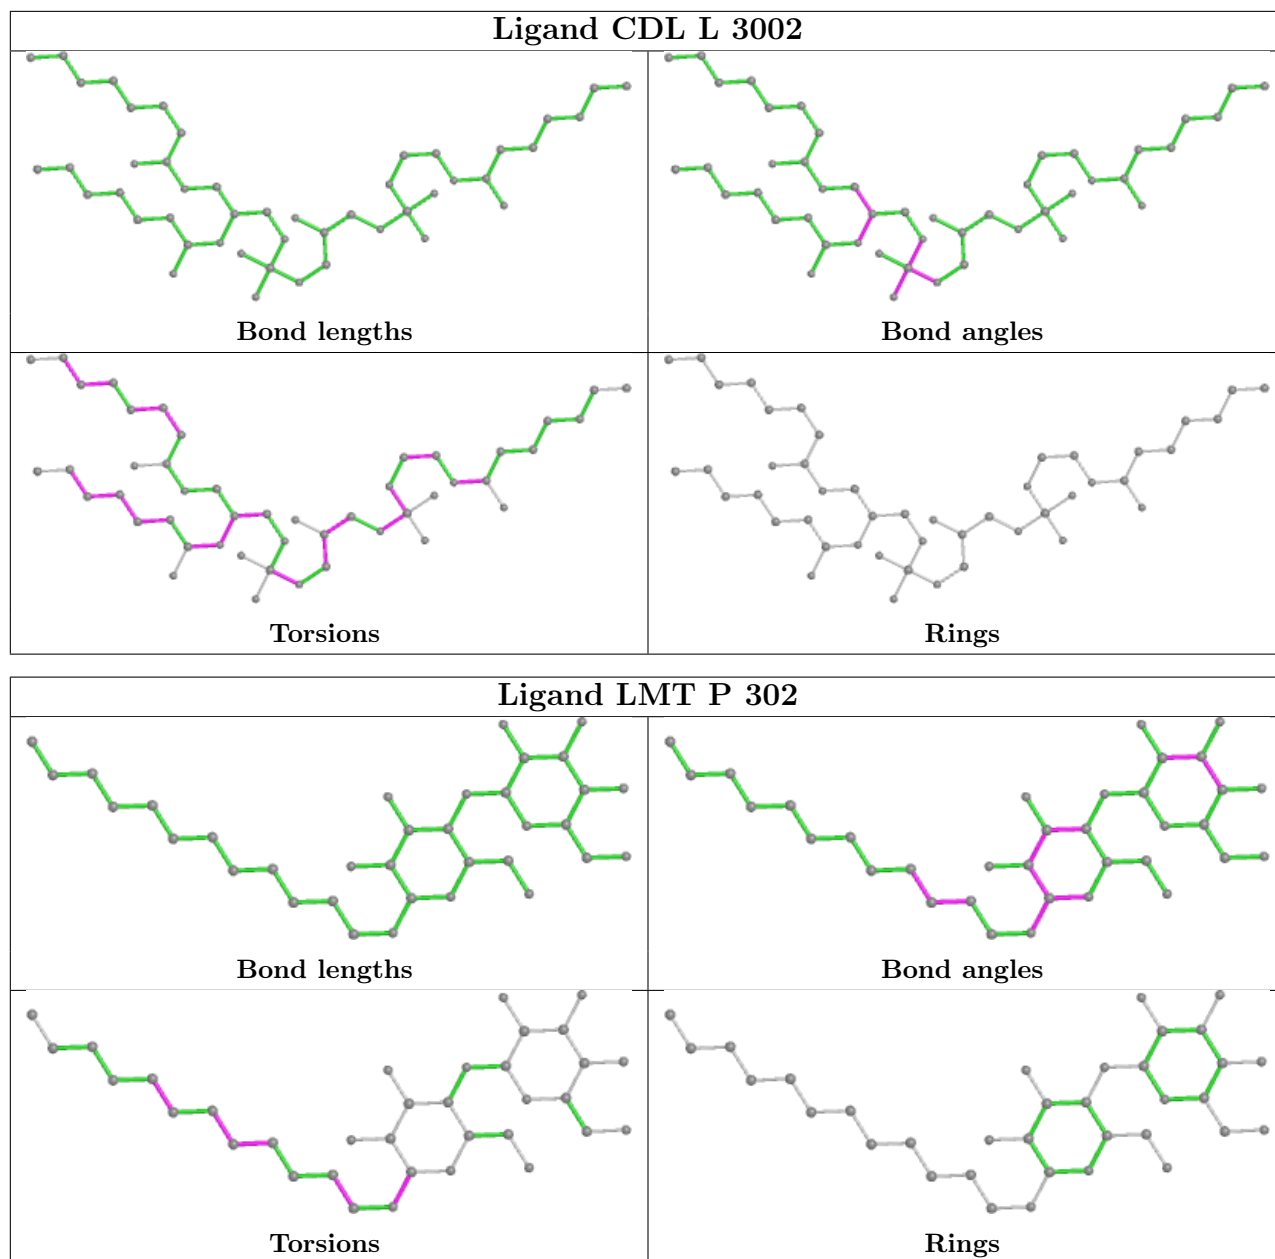 Ligand CDL L 3002
Bond lengths
Bond angles
Torsions
Rings
Ligand LMT P 302
Bond lengths
Bond angles
Torsions
Rings